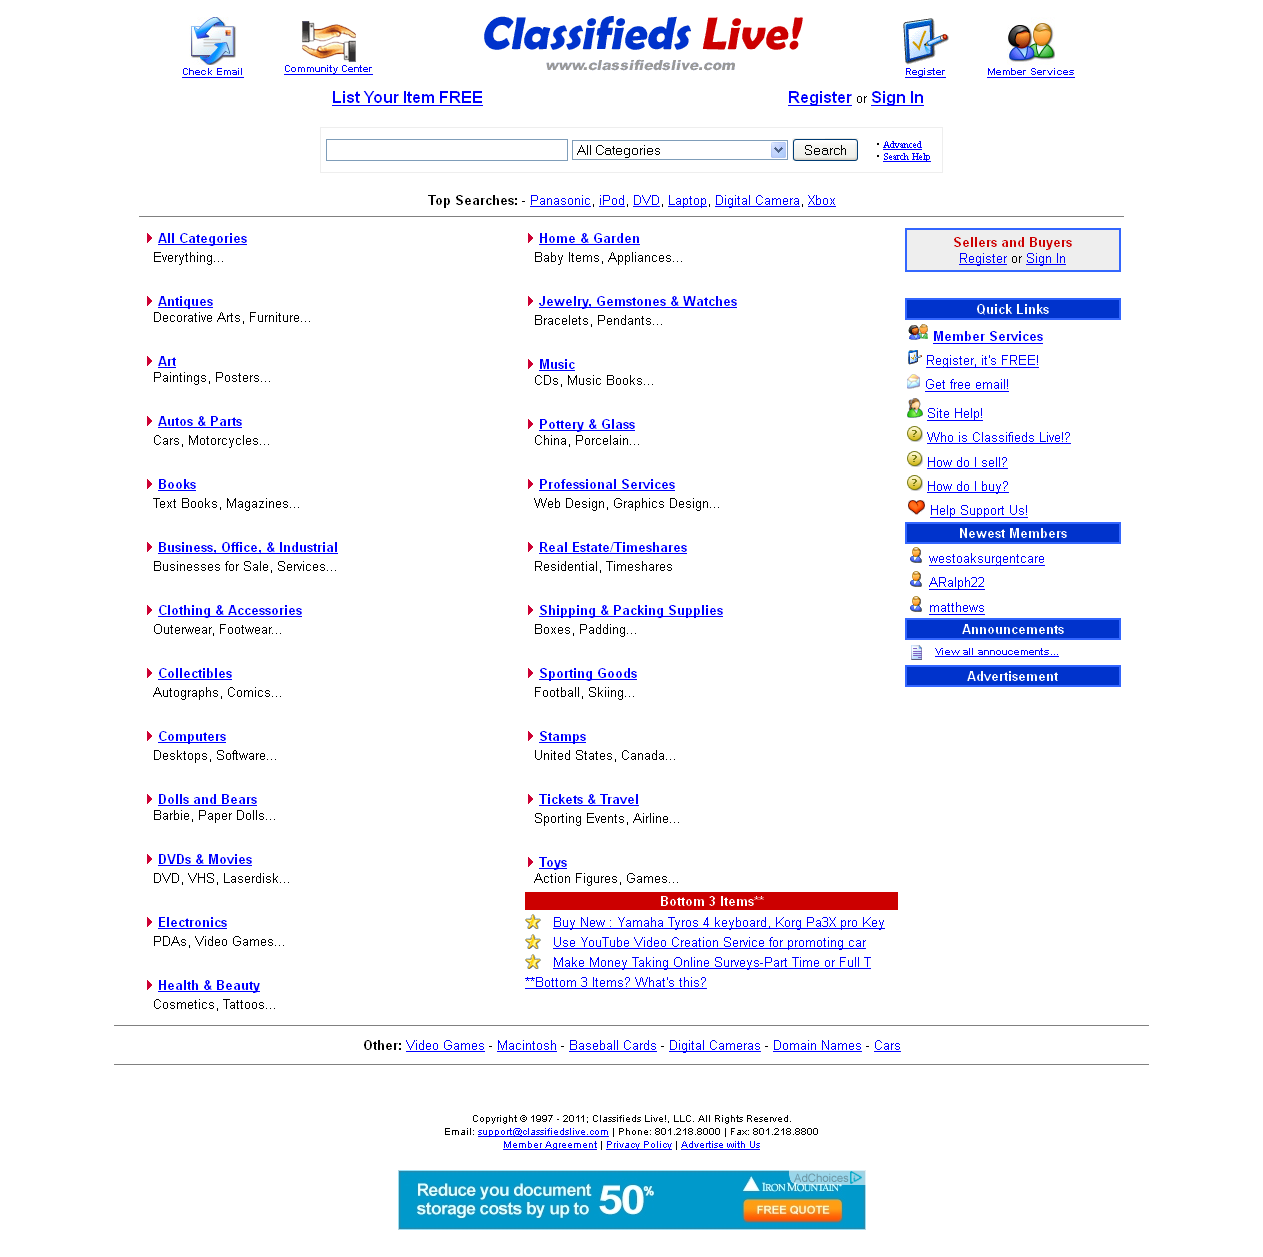 Classifieds Live!
www.classifiedslive.com
Check Email
Community Center
Register
Member Services
List Your Item FREE
Register or Sign In
All Categories
Search
• Advanced
• Search Help
Top Searches: - Panasonic, iPod, DVD, Laptop, Digital Camera, Xbox
All Categories
Everything...
Antiques
Decorative Arts, Furniture...
Art
Paintings, Posters...
Autos & Parts
Cars, Motorcycles...
Books
Text Books, Magazines...
Business, Office, & Industrial
Businesses for Sale, Services...
Clothing & Accessories
Outerwear, Footwear...
Collectibles
Autographs, Comics...
Computers
Desktops, Software...
Dolls and Bears
Barbie, Paper Dolls...
DVDs & Movies
DVD, VHS, Laserdisk...
Electronics
PDAs, Video Games...
Health & Beauty
Cosmetics, Tattoos...
Home & Garden
Baby Items, Appliances...
Jewelry, Gemstones & Watches
Bracelets, Pendants...
Music
CDs, Music Books...
Pottery & Glass
China, Porcelain...
Professional Services
Web Design, Graphics Design...
Real Estate/Timeshares
Residential, Timeshares
Shipping & Packing Supplies
Boxes, Padding...
Sporting Goods
Football, Skiing...
Stamps
United States, Canada...
Tickets & Travel
Sporting Events, Airline...
Toys
Action Figures, Games...
Bottom 3 Items**
Buy New : Yamaha Tyros 4 keyboard, Korg Pa3X pro Key
Use YouTube Video Creation Service for promoting car
Make Money Taking Online Surveys-Part Time or Full T
**Bottom 3 Items? What's this?
Sellers and Buyers
Register or Sign In
Quick Links
Member Services
Register, it's FREE!
Get free email!
Site Help!
Who is Classifieds Live!?
How do I sell?
How do I buy?
Help Support Us!
Newest Members
westoaksurgentcare
ARalph22
matthews
Announcements
View all annoucements...
Advertisement
Other: Video Games - Macintosh - Baseball Cards - Digital Cameras - Domain Names - Cars
Copyright © 1997 - 2011; Classifieds Live!, LLC. All Rights Reserved.
Email: support@classifiedslive.com | Phone: 801.218.8000 | Fax: 801.218.8800
Member Agreement | Privacy Policy | Advertise with Us
Reduce you document
storage costs by up to 50%
AdChoices
IRON MOUNTAIN
FREE QUOTE